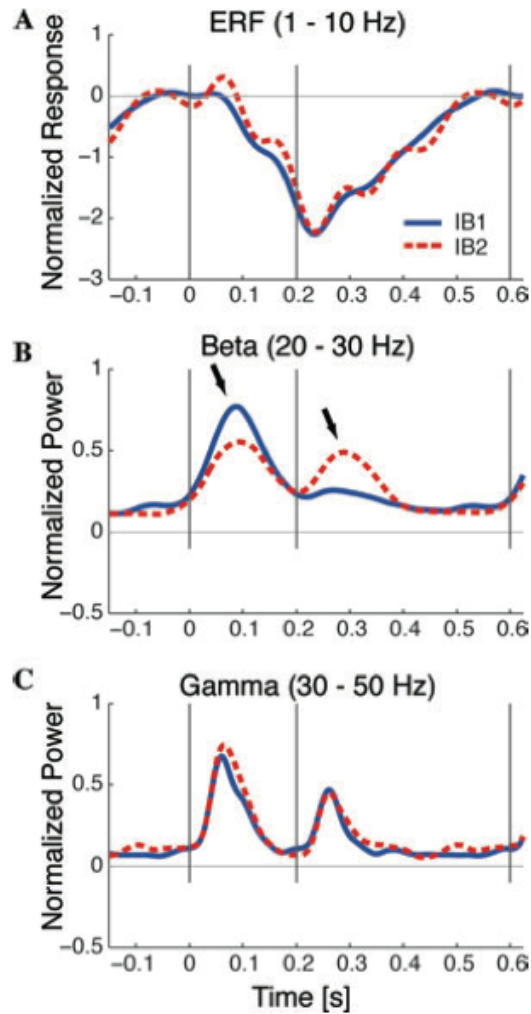 A
ERF (1 - 10 Hz)
Normalized Response
1
0
-1
-2
-3
IB1
IB2
-0.1 0 0.1 0.2 0.3 0.4 0.5 0.6
B
Beta (20 - 30 Hz)
Normalized Power
1
0.5
0
-0.5
-0.1 0 0.1 0.2 0.3 0.4 0.5 0.6
C
Gamma (30 - 50 Hz)
Normalized Power
1
0.5
0
-0.5
-0.1 0 0.1 0.2 0.3 0.4 0.5 0.6
Time [s]